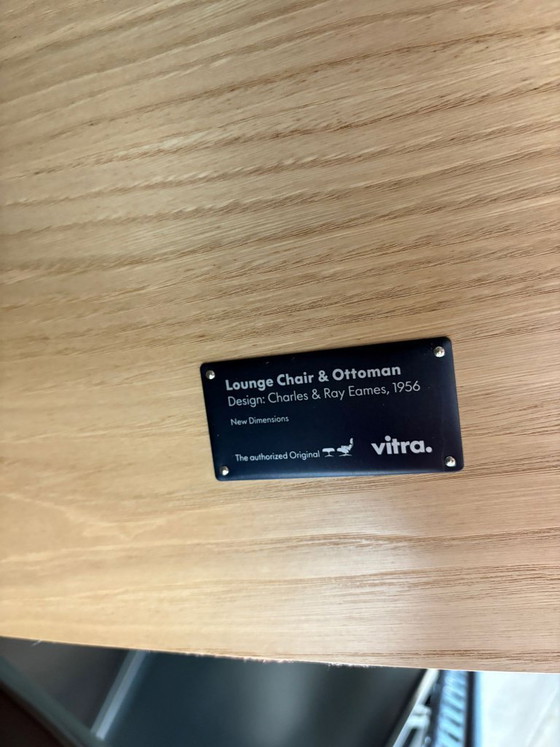 Lounge Chair & Ottoman
Design: Charles & Ray Eames, 1956
New Dimensions
The authorized Original
vitra.